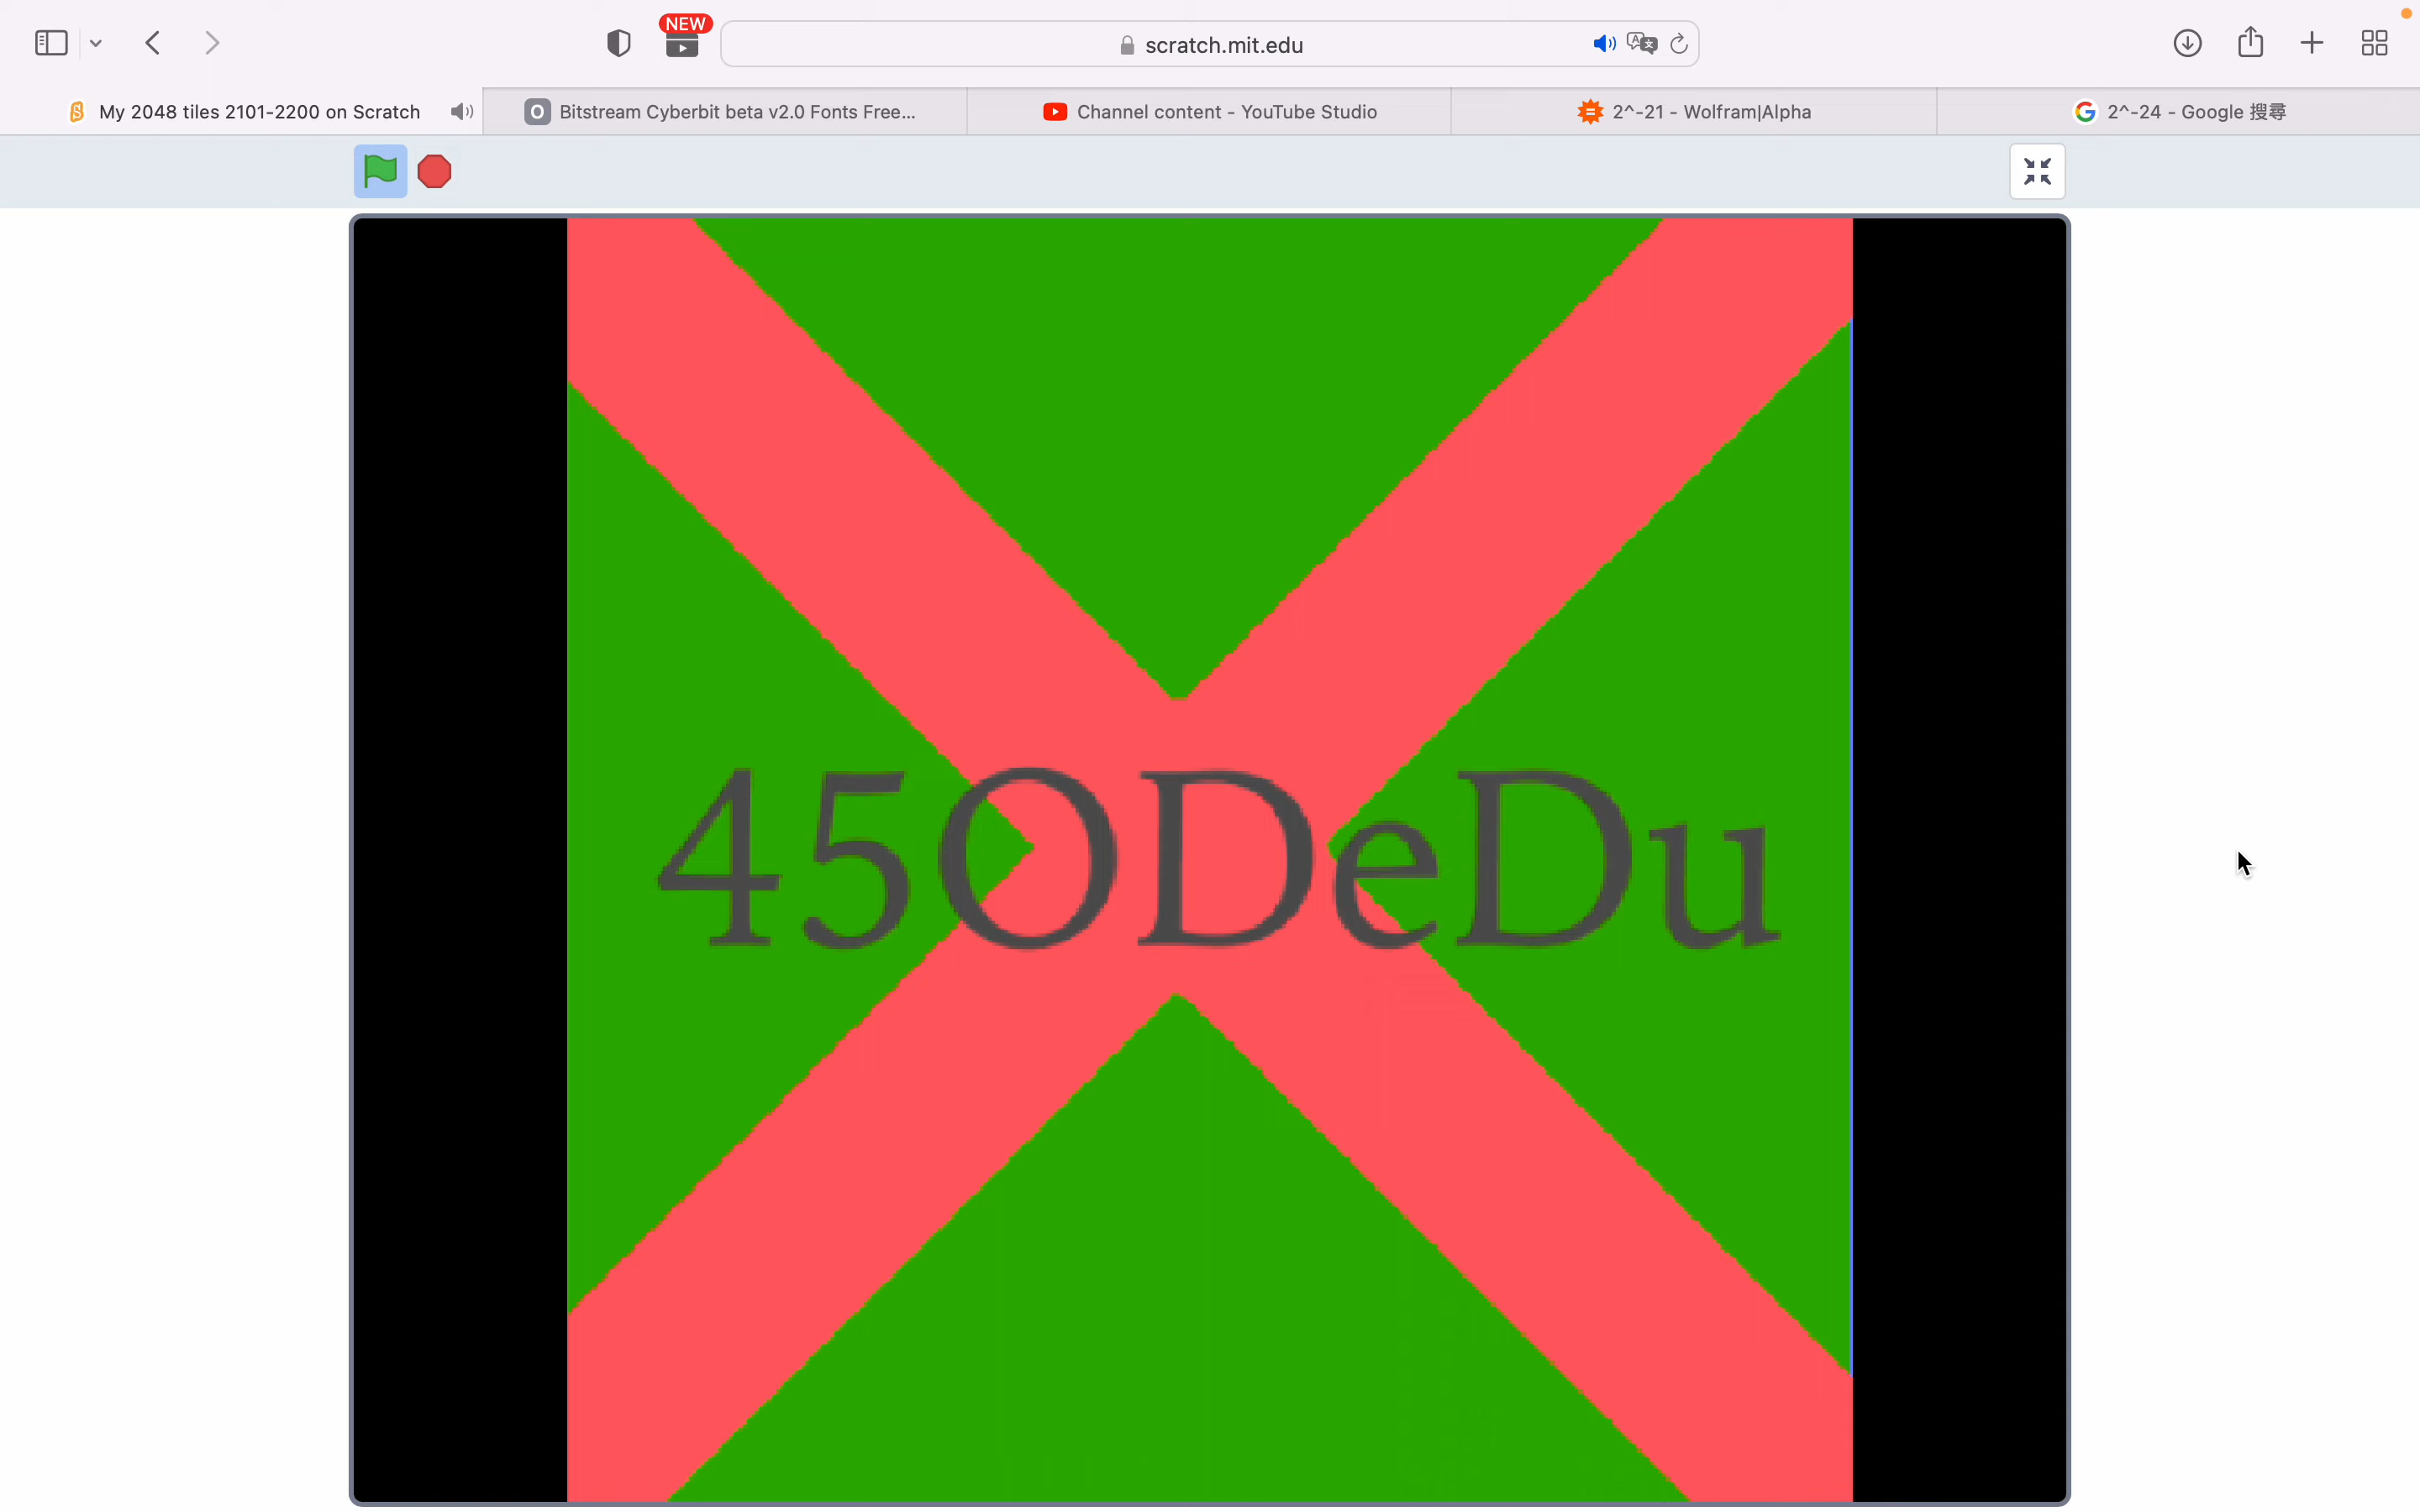 NEW
scratch.mit.edu
My 2048 tiles 2101-2200 on Scratch
Bitstream Cyberbit beta v2.0 Fonts Free...
Channel content - YouTube Studio
2^-21 - Wolfram|Alpha
2^-24 - Google 搜尋
45ODeDu